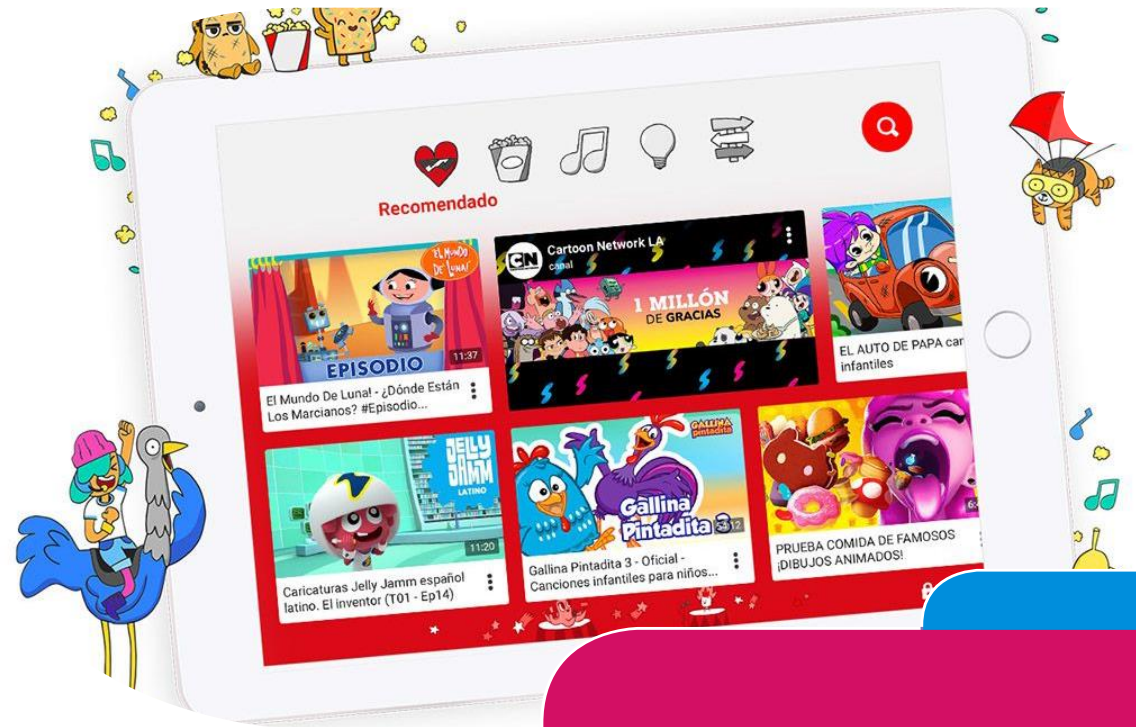 Recomendado
EL MUNDO
DE LUNA!
EPISODIO
11:37
El Mundo De Luna! - ¿Dónde Están
Los Marcianos? #Episodio...
CN
Cartoon Network LA
canal
1 MILLÓN
DE GRACIAS
EL AUTO DE PAPA
infantiles
JELLY
JAMM
LATINO
11:20
Caricaturas Jelly Jamm español
latino. El inventor (T01 - Ep14)
GALLINA
Pintadita
Gallina
Pintadita 3
Gallina Pintadita 3 - Oficial -
Canciones infantiles para niños...
PRUEBA COMIDA DE FAMOSOS
¡DIBUJOS ANIMADOS!